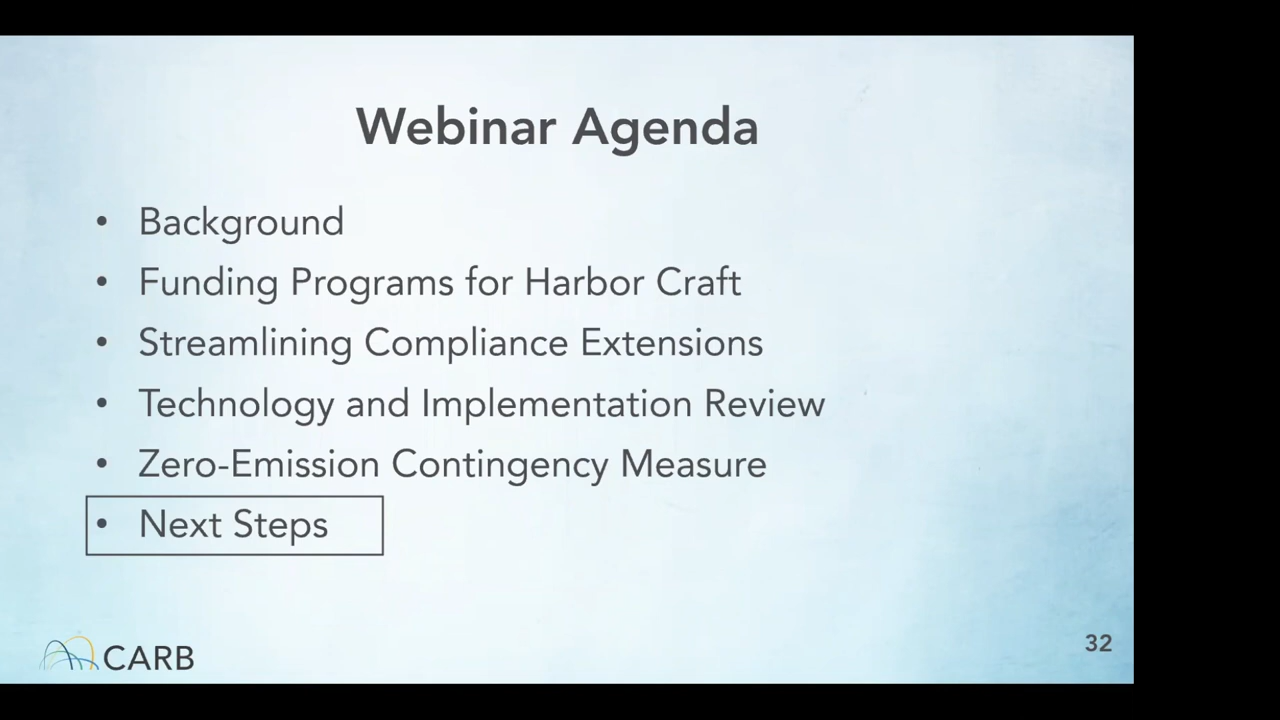 Webinar Agenda
• Background
• Funding Programs for Harbor Craft
• Streamlining Compliance Extensions
• Technology and Implementation Review
• Zero-Emission Contingency Measure
• Next Steps
CARB
32